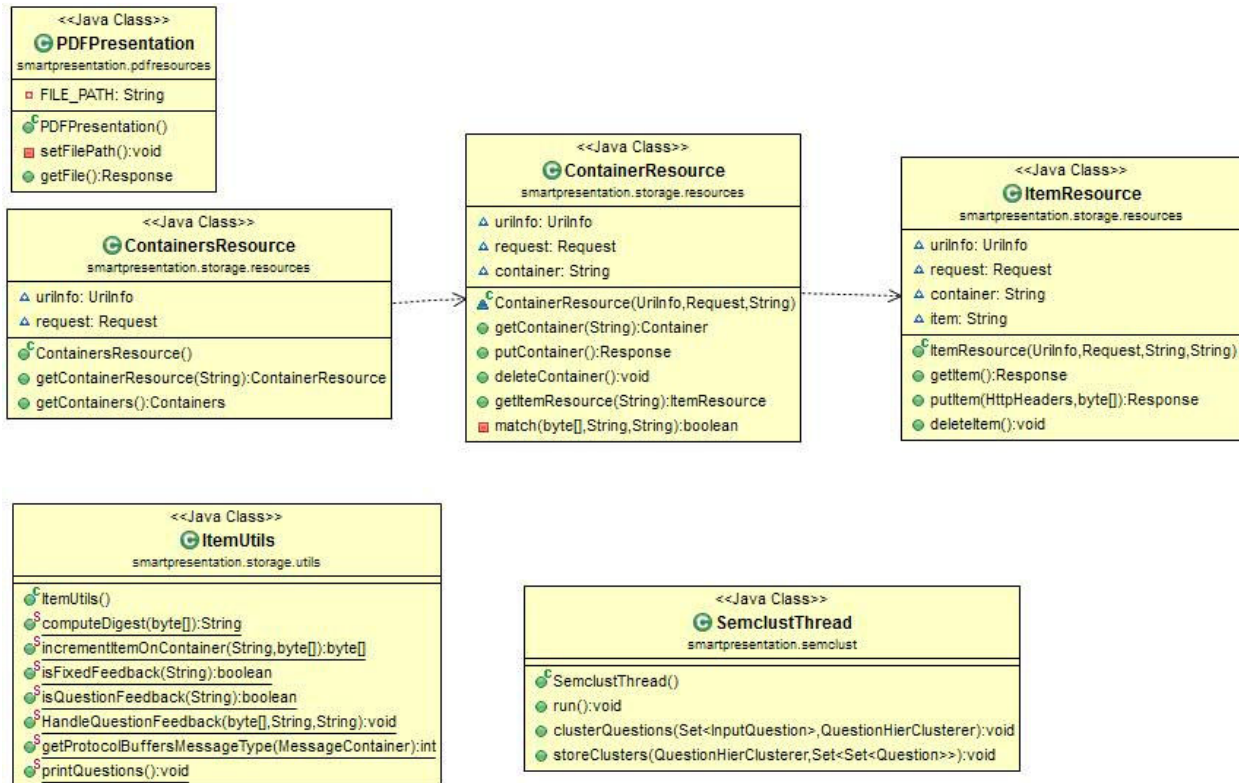 <<Java Class>>
PDFPresentation
smartpresentation.pdfresources
FILE_PATH: String
PDFPresentation()
setFilePath():void
getFile():Response
<<Java Class>>
ContainersResource
smartpresentation.storage.resources
uriInfo: UriInfo
request: Request
ContainersResource()
getContainerResource(String):ContainerResource
getContainers():Containers
<<Java Class>>
ContainerResource
smartpresentation.storage.resources
uriInfo: UriInfo
request: Request
container: String
ContainerResource(UriInfo,Request,String)
getContainer(String):Container
putContainer():Response
deleteContainer():void
getItemResource(String):ItemResource
match(byte[],String,String):boolean
<<Java Class>>
ItemResource
smartpresentation.storage.resources
uriInfo: UriInfo
request: Request
container: String
item: String
ItemResource(UriInfo,Request,String,String)
getItem():Response
putItem(HttpHeaders,byte[]):Response
deleteItem():void
<<Java Class>>
ItemUtils
smartpresentation.storage.utils
ItemUtils()
computeDigest(byte[]):String
incrementItemOnContainer(String,byte[]):byte[]
isFixedFeedback(String):boolean
isQuestionFeedback(String):boolean
HandleQuestionFeedback(byte[],String,String):void
getProtocolBuffersMessageType(MessageContainer):int
printQuestions():void
<<Java Class>>
SemclustThread
smartpresentation.semclust
SemclustThread()
run():void
clusterQuestions(Set<InputQuestion>,QuestionHierClusterer):void
storeClusters(QuestionHierClusterer,Set<Set<Question>>):void